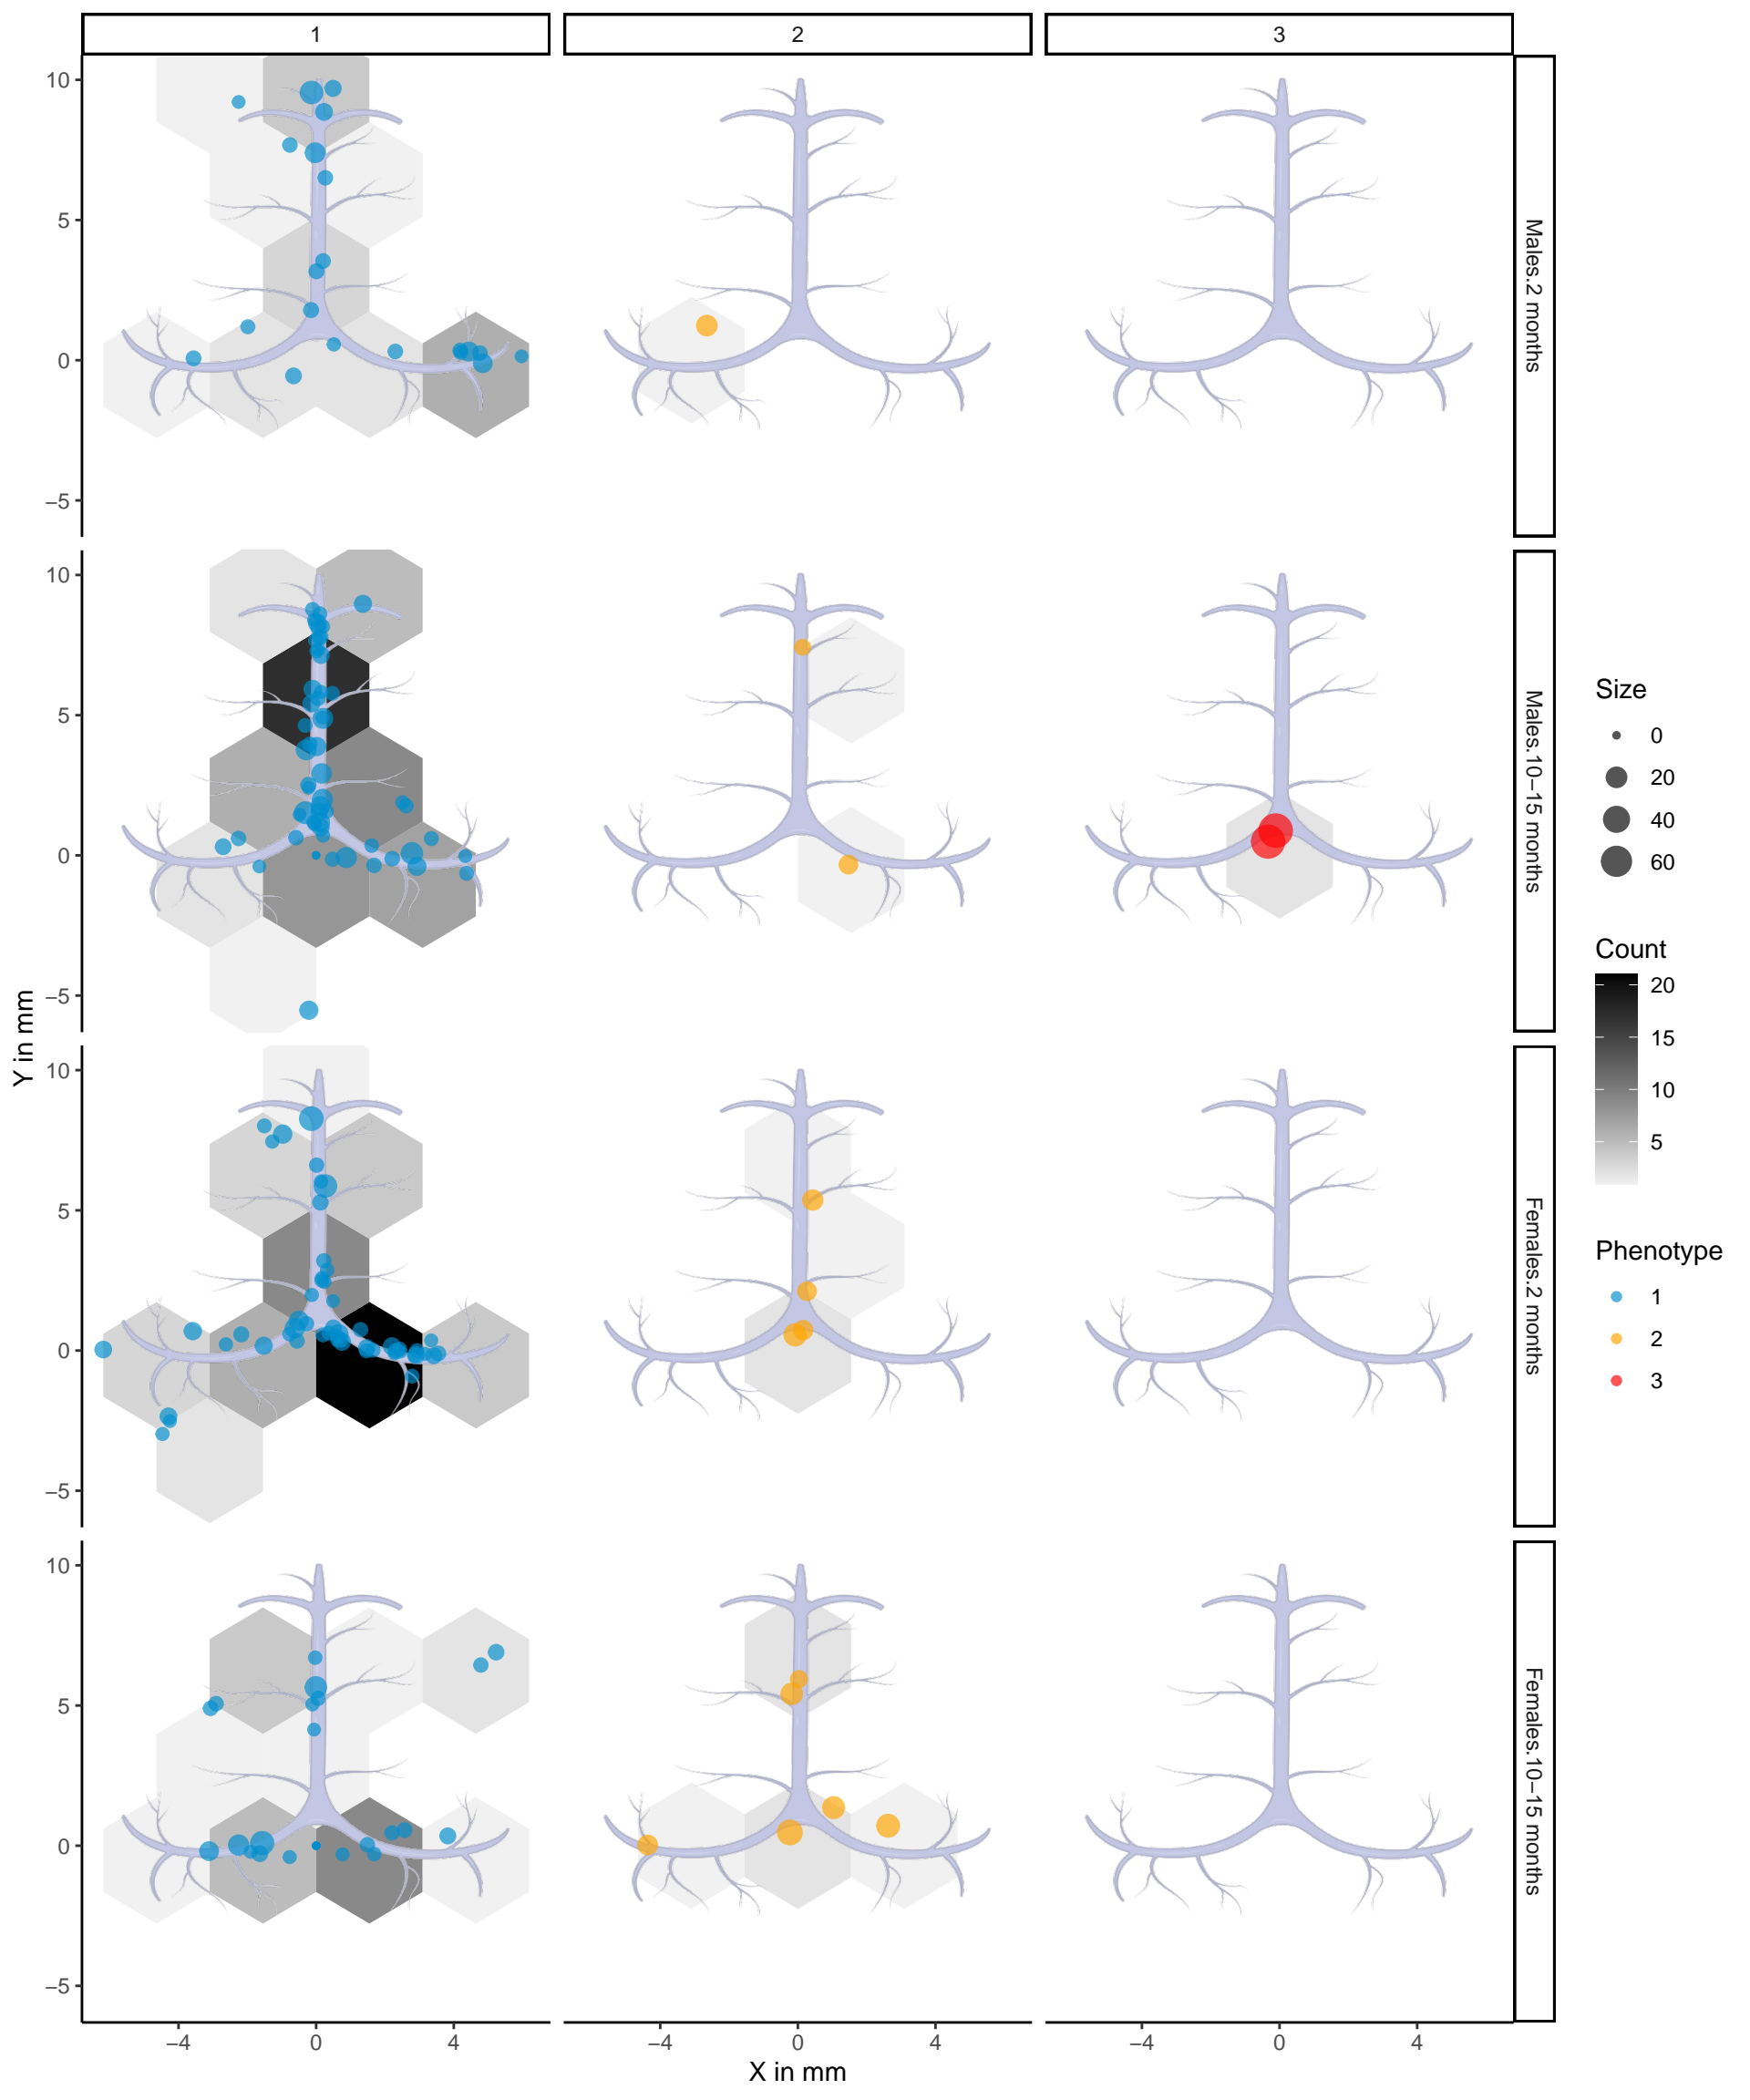 1 2 3
10
5
0
−5
Males.2 months
10
5
0
−5
Males.10−15 months
10
5
0
−5
Females.2 months
10
5
0
−5
Females.10−15 months
−4 0 4 −4 0 4 −4 0 4
X in mm
Y in mm
Size
0
20
40
60
Count
20
15
10
5
Phenotype
1
2
3